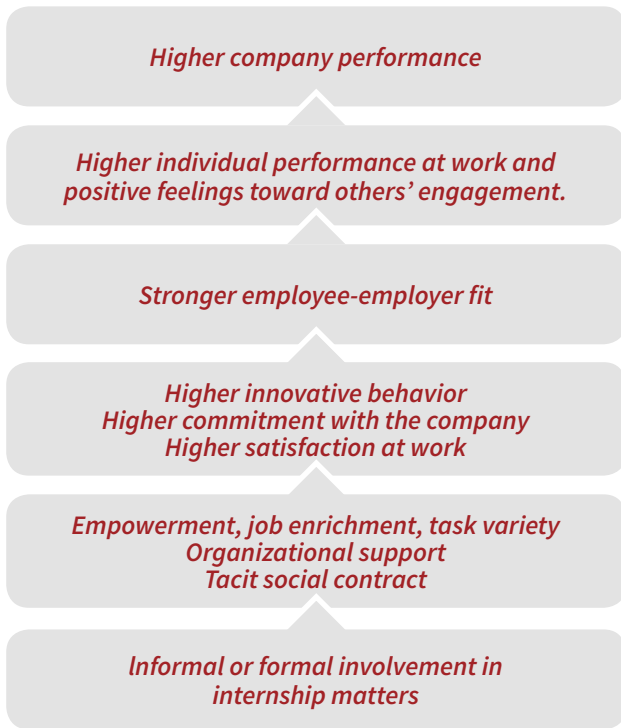 Higher company performance
Higher individual performance at work and
positive feelings toward others’ engagement.
Stronger employee-employer fit
Higher innovative behavior
Higher commitment with the company
Higher satisfaction at work
Empowerment, job enrichment, task variety
Organizational support
Tacit social contract
Informal or formal involvement in
internship matters